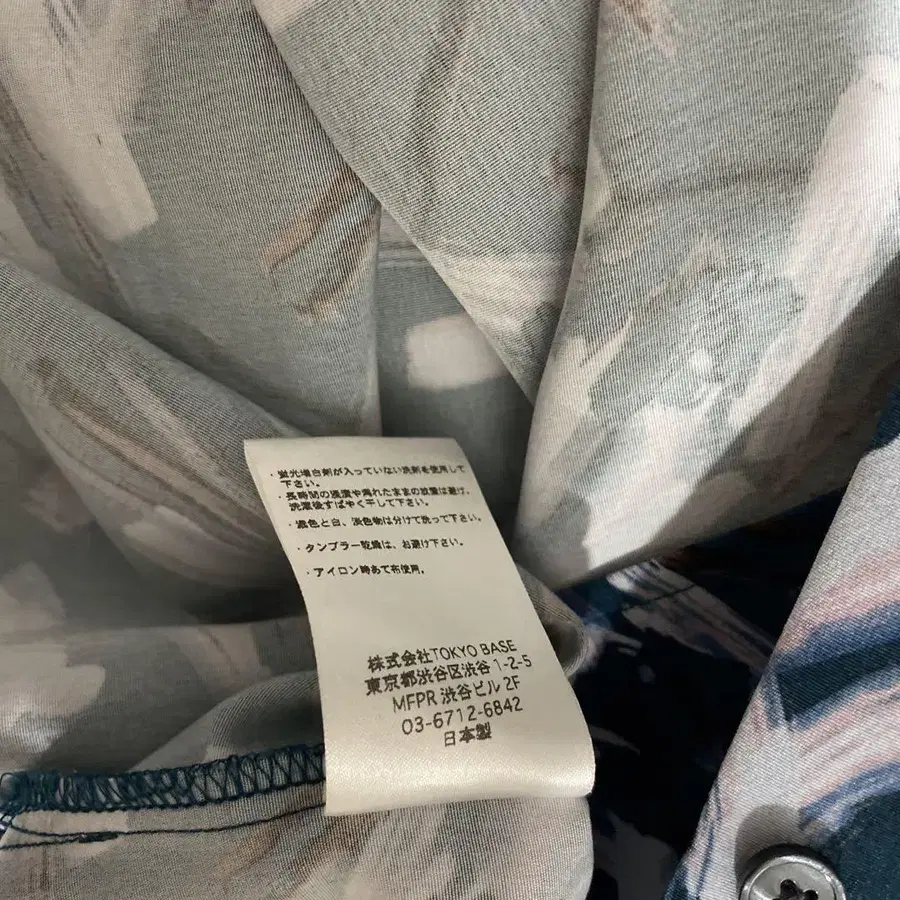 ・蛍光増白剤が入っていない洗剤を使用して
下さい。
・長時間の浸漬や濡れたままの放置は避け、
洗濯後すばやく干して下さい。
・濃色と白、淡色物は分けて洗って下さい。
・タンブラー乾燥は、お避け下さい。
・アイロン時あて布使用。
株式会社TOKYO BASE
東京都渋谷区渋谷 1-2-5
MFPR 渋谷ビル 2F
03-6712-6842
日本製